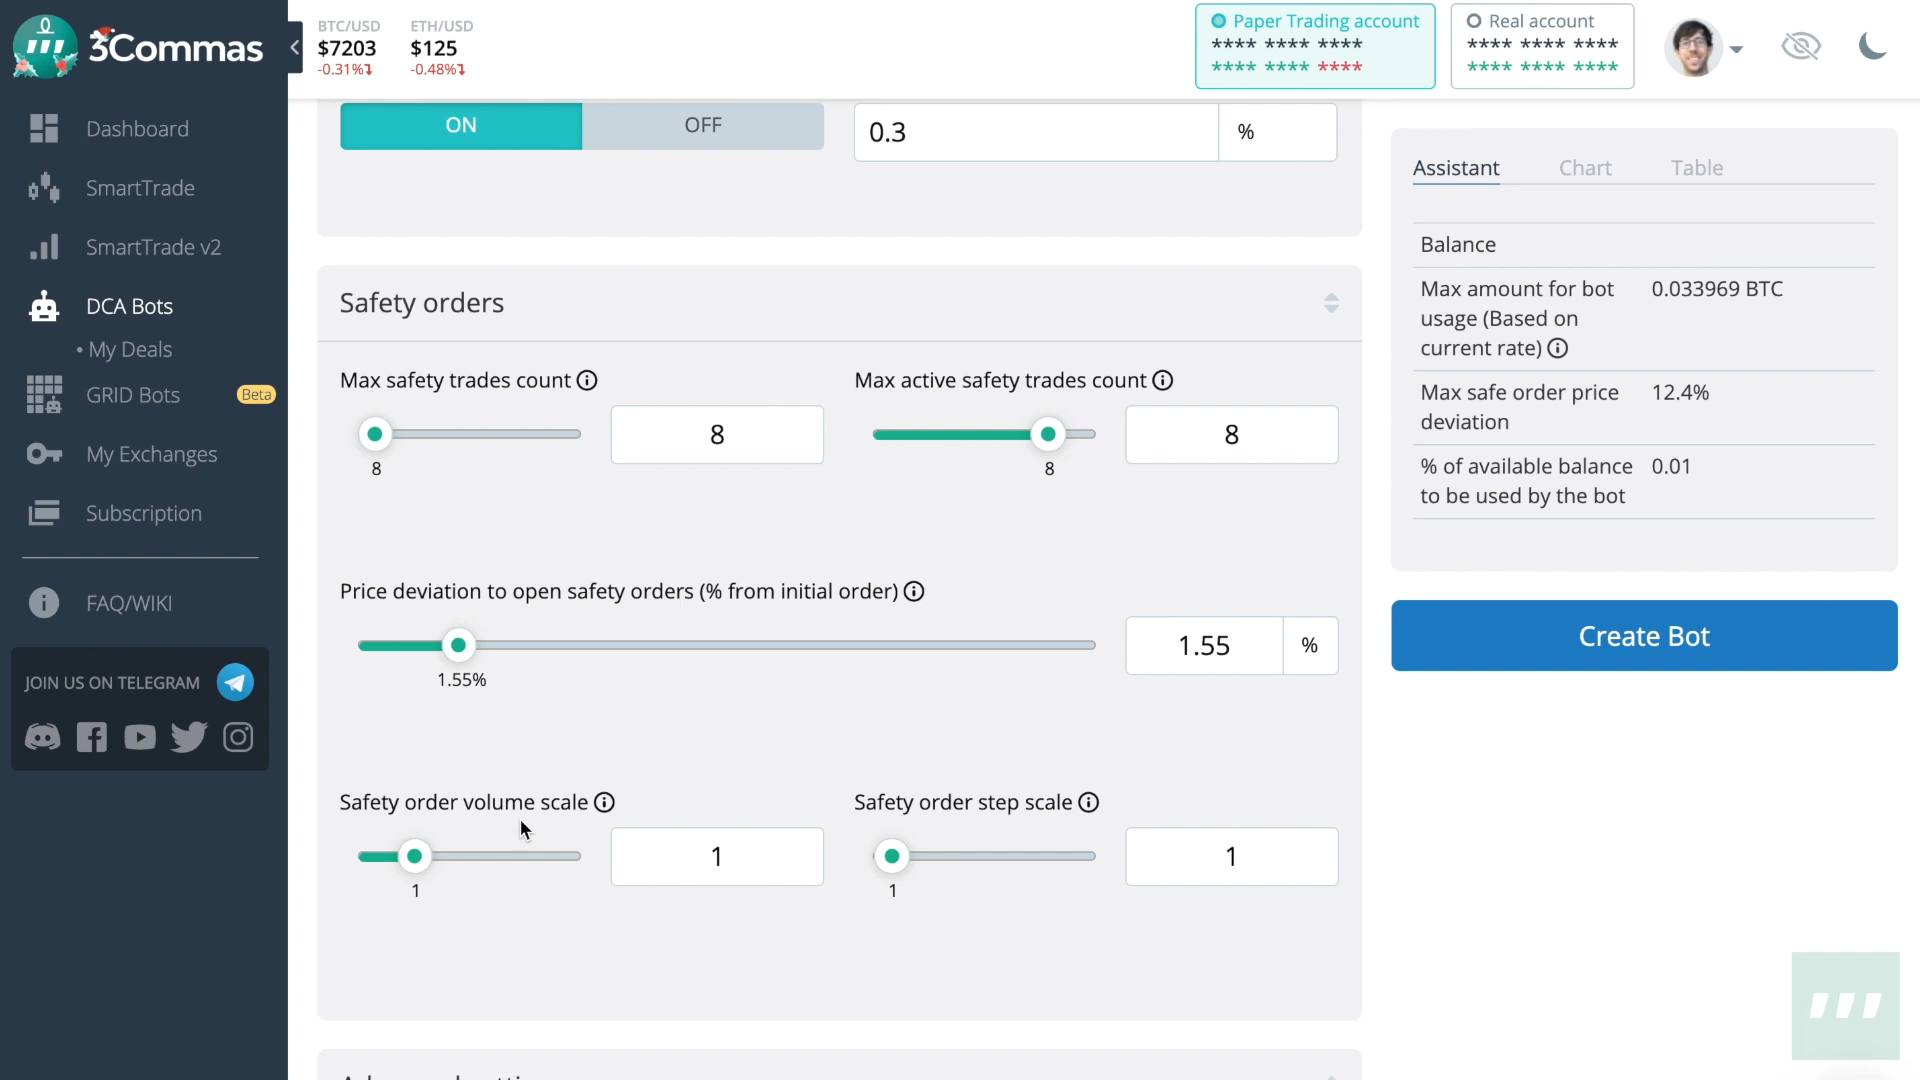 3Commas
BTC/USD
$7203
-0.31%
ETH/USD
$125
-0.48%
Paper Trading account
**** **** ****
**** **** ****
Real account
**** **** ****
**** **** ****
Dashboard
SmartTrade
SmartTrade v2
DCA Bots
• My Deals
GRID Bots
Beta
My Exchanges
Subscription
FAQ/WIKI
JOIN US ON TELEGRAM
ON
OFF
0.3
%
Safety orders
Max safety trades count
8
8
Max active safety trades count
8
8
Price deviation to open safety orders (% from initial order)
1.55
%
1.55%
Safety order volume scale
1
1
Safety order step scale
1
1
Assistant
Chart
Table
Balance
Max amount for bot
usage (Based on
current rate)
0.033969 BTC
Max safe order price
deviation
12.4%
% of available balance
to be used by the bot
0.01
Create Bot